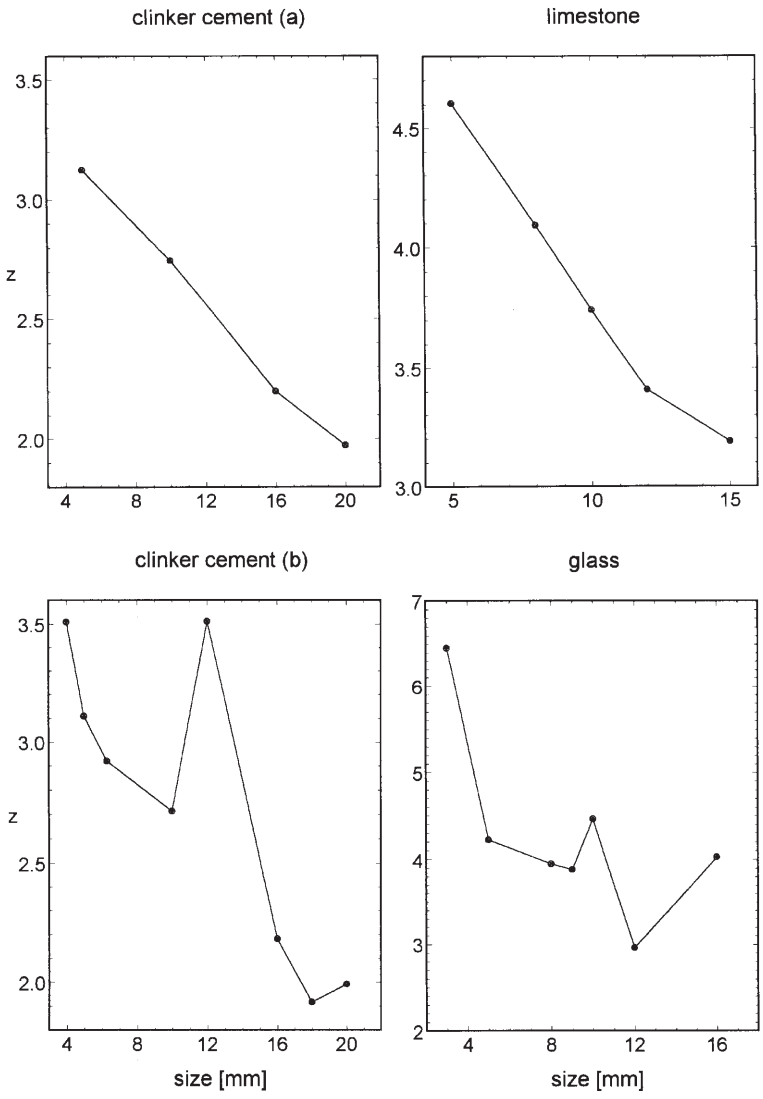 clinker cement (a)
3.5
3.0
z
2.5
2.0
4 8 12 16 20
limestone
4.5
4.0
3.5
3.0
5 10 15
clinker cement (b)
3.5
3.0
z
2.5
2.0
4 8 12 16 20
size [mm]
glass
7
6
5
4
3
2
4 8 12 16
size [mm]